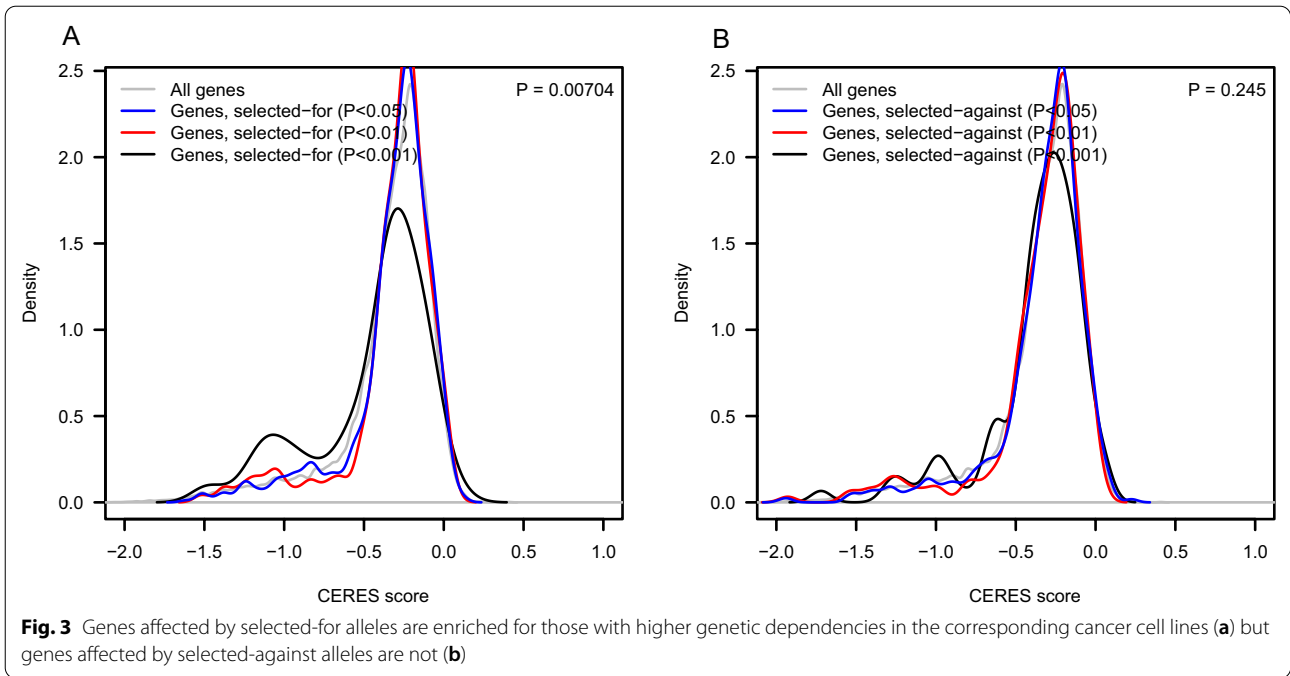 A
All genes
Genes, selected−for (P<0.05)
Genes, selected−for (P<0.01)
Genes, selected−for (P<0.001)
P = 0.00704
Density
2.5
2.0
1.5
1.0
0.5
0.0
−2.0 −1.5 −1.0 −0.5 0.0 0.5 1.0
CERES score
B
All genes
Genes, selected−against (P<0.05)
Genes, selected−against (P<0.01)
Genes, selected−against (P<0.001)
P = 0.245
Density
2.5
2.0
1.5
1.0
0.5
0.0
−2.0 −1.5 −1.0 −0.5 0.0 0.5 1.0
CERES score
Fig. 3 Genes affected by selected-for alleles are enriched for those with higher genetic dependencies in the corresponding cancer cell lines (a) but
genes affected by selected-against alleles are not (b)